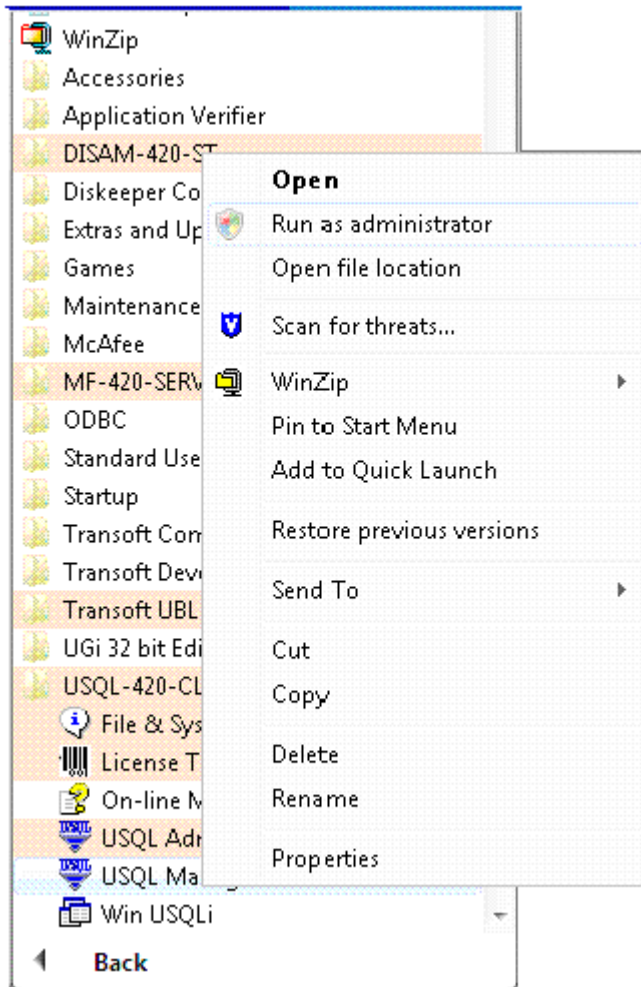 WinZip
Accessories
Application Verifier
DISAM-420-ST
Diskeeper Co
Extras and Up
Games
Maintenance
McAfee
MF-420-SERV
ODBC
Standard Use
Startup
Transoft Com
Transoft Deve
Transoft UBL
UGi 32 bit Edi
USQL-420-CL
File & Sys
License T
On-line M
USQL Adr
USQL Ma
Win USQLi
Back
Open
Run as administrator
Open file location
Scan for threats...
WinZip
Pin to Start Menu
Add to Quick Launch
Restore previous versions
Send To
Cut
Copy
Delete
Rename
Properties